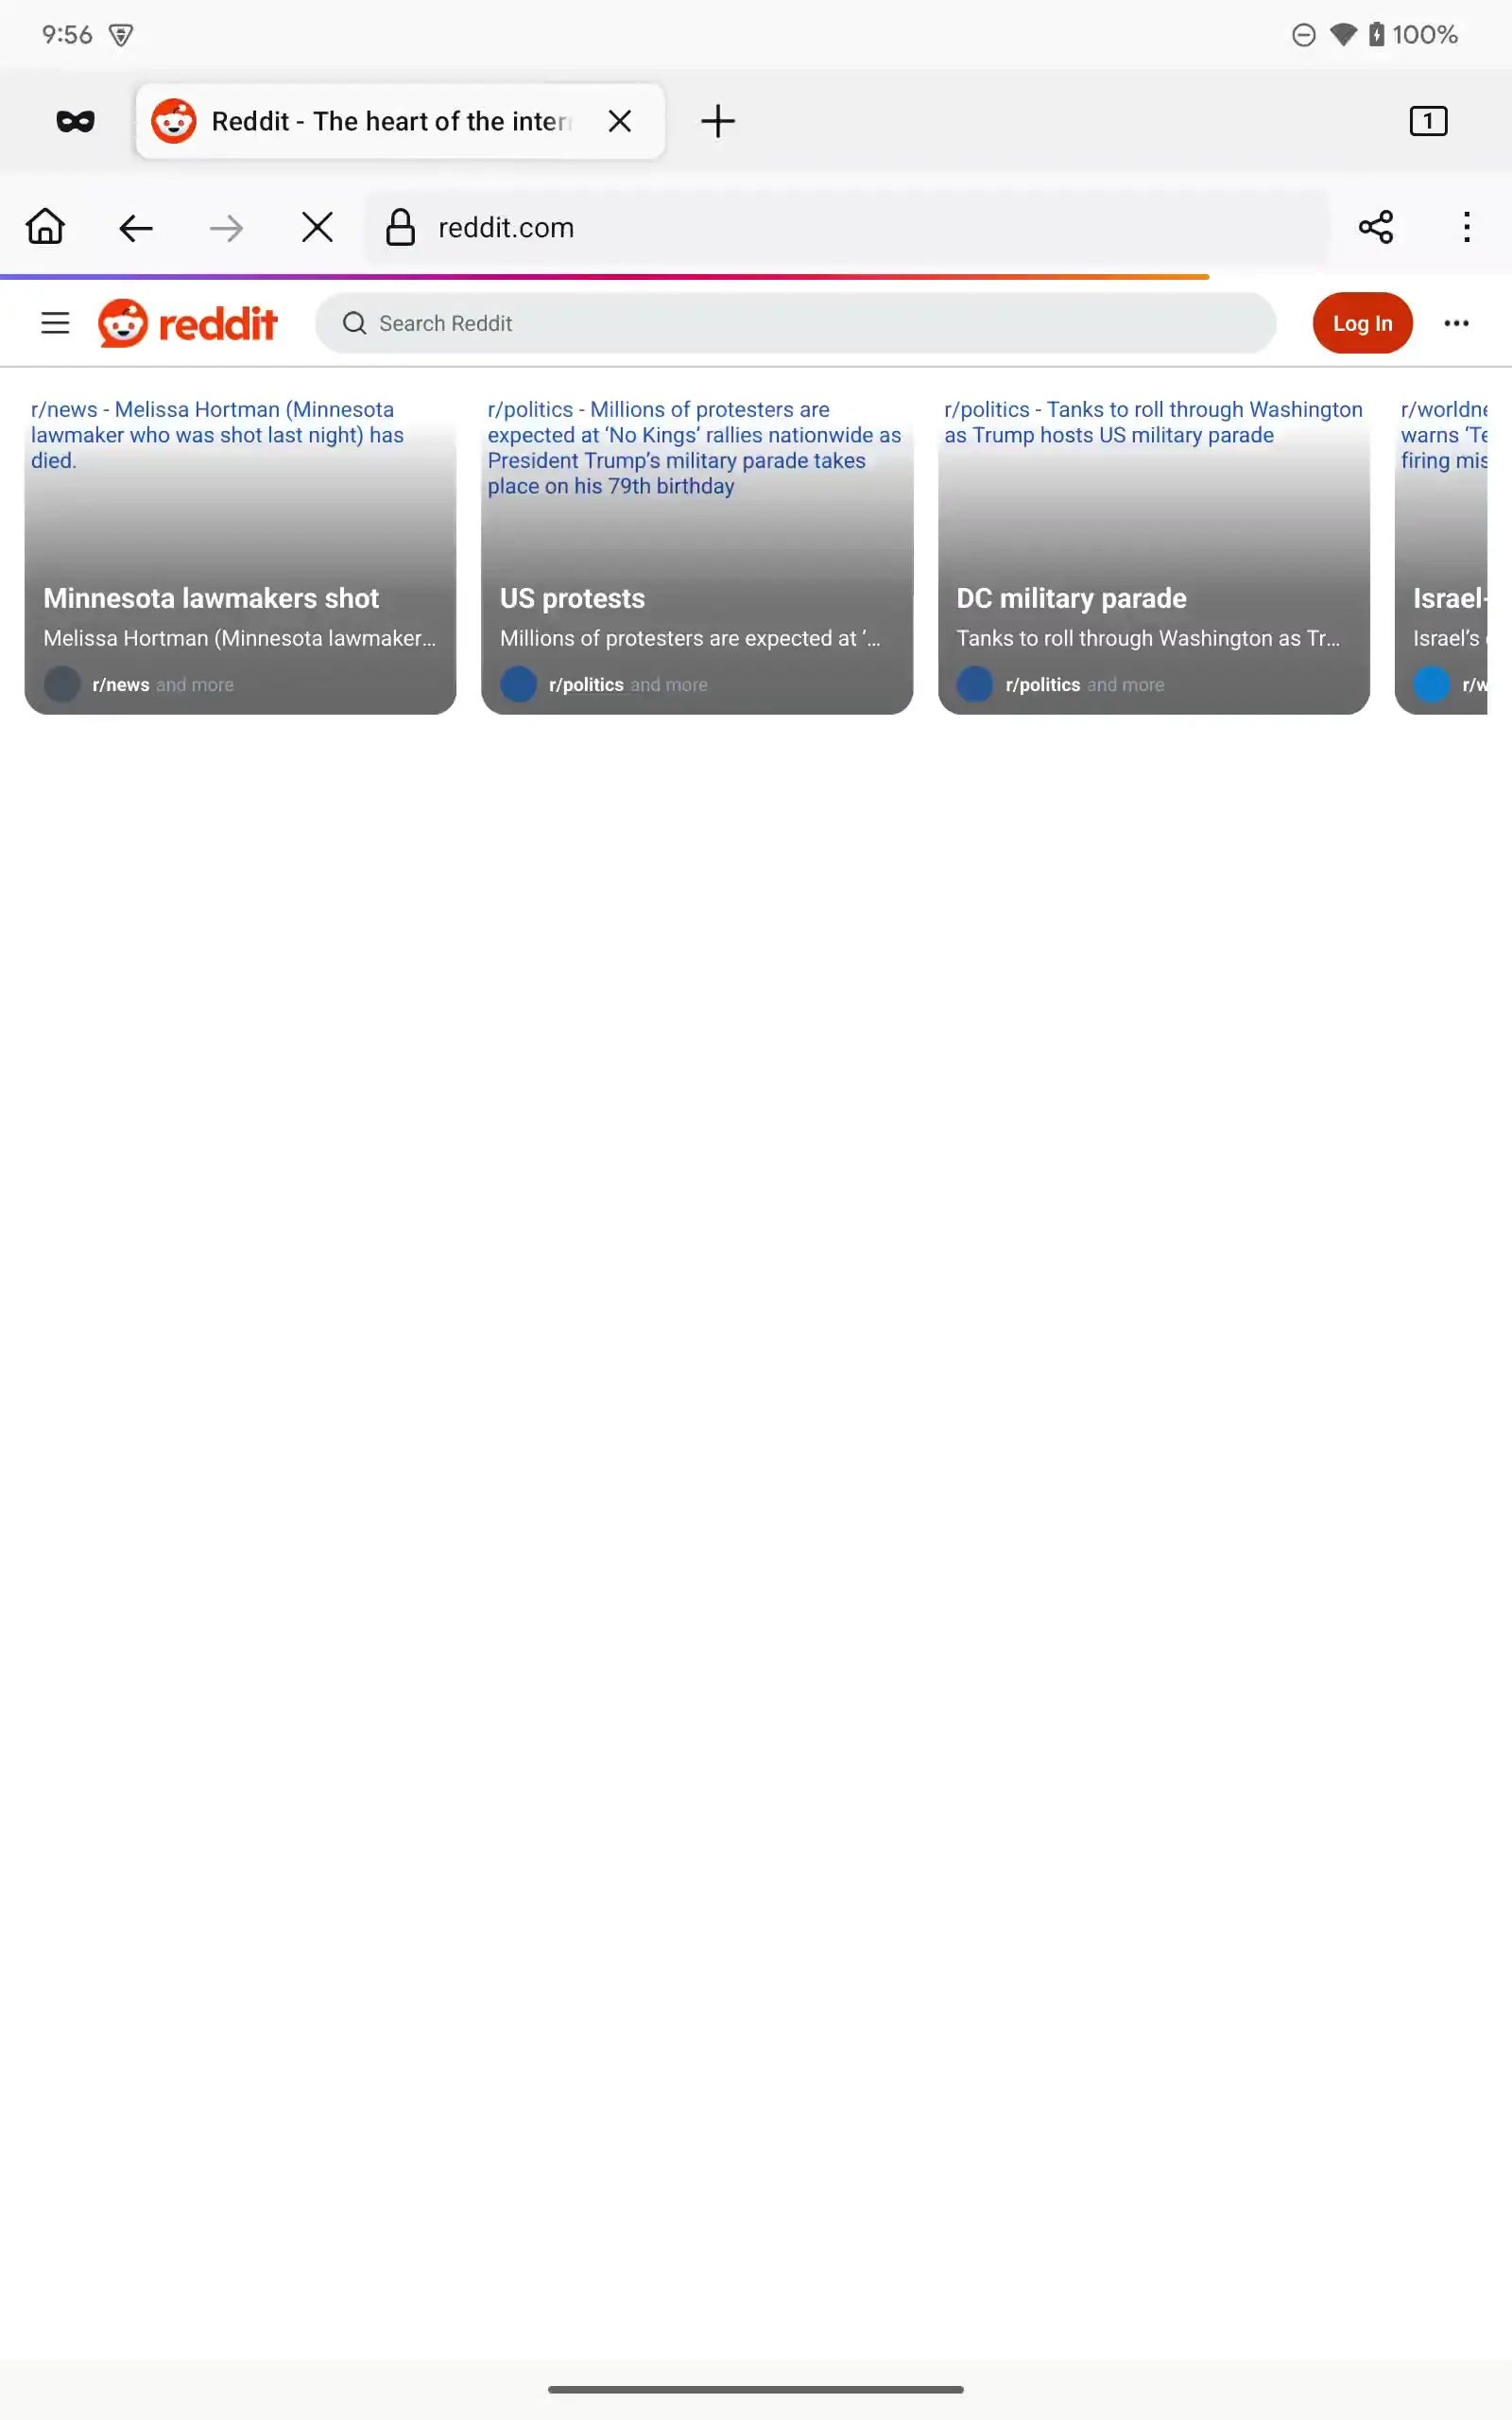 9:56
100%
Reddit - The heart of the inter
1
reddit.com
reddit
Search Reddit
Log In
r/news - Melissa Hortman (Minnesota
lawmaker who was shot last night) has
died.
Minnesota lawmakers shot
Melissa Hortman (Minnesota lawmaker...
r/news and more
r/politics - Millions of protesters are
expected at ‘No Kings’ rallies nationwide as
President Trump’s military parade takes
place on his 79th birthday
US protests
Millions of protesters are expected at ‘...
r/politics and more
r/politics - Tanks to roll through Washington
as Trump hosts US military parade
DC military parade
Tanks to roll through Washington as Tr...
r/politics and more
r/worldne
warns ‘Te
firing mis
Israel-
Israel’s
r/w